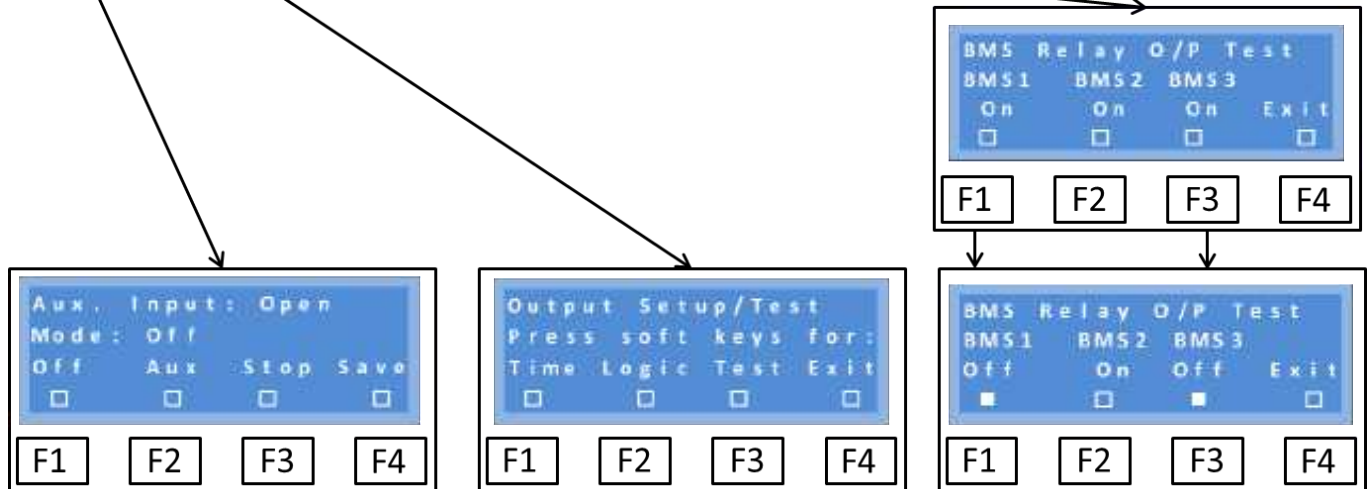 BMS Relay O/P Test
BMS1 BMS2 BMS3
On On On Exit
F1 F2 F3 F4
Aux. Input: Open
Mode: Off
Off Aux Stop Save
F1 F2 F3 F4
Output Setup/Test
Press soft keys for:
Time Logic Test Exit
F1 F2 F3 F4
BMS Relay O/P Test
BMS1 BMS2 BMS3
Off On Off Exit
F1 F2 F3 F4